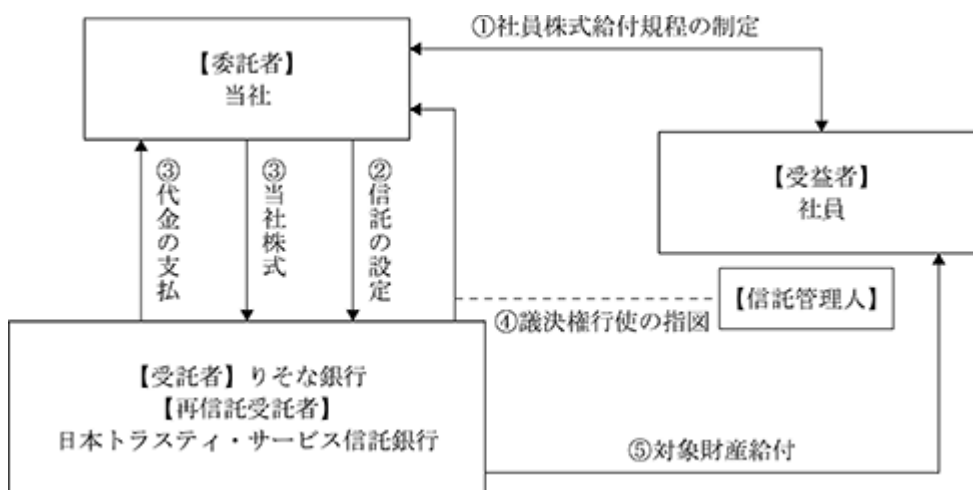 ①社員株式給付規程の制定
【委託者】
当社
【受益者】
社員
③代金の支払
③当社株式
②信託の設定
【信託管理人】
④議決権行使の指図
【受託者】りそな銀行
【再信託受託者】
日本トラスティ・サービス信託銀行
⑤対象財産給付